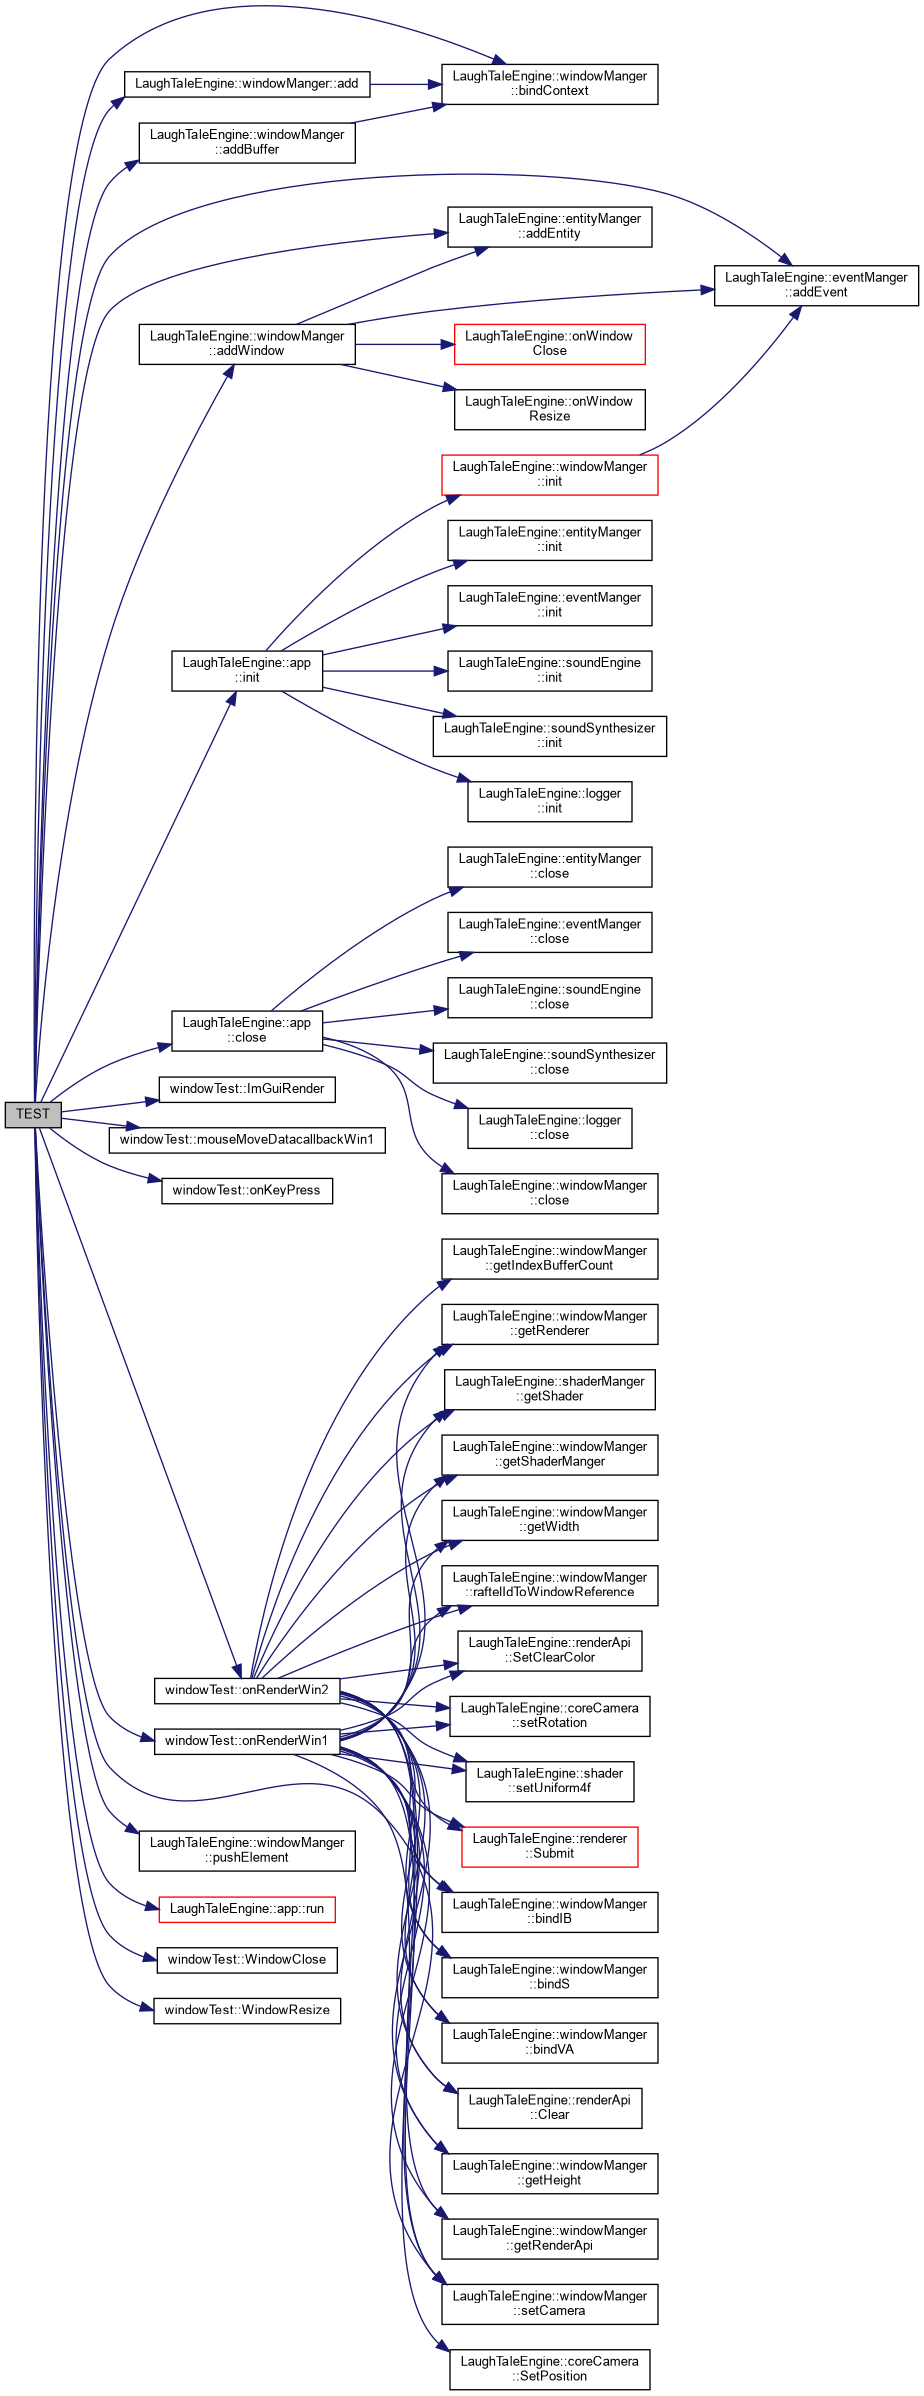 LaughTaleEngine::windowManger
::bindContext
LaughTaleEngine::windowManger::add
LaughTaleEngine::windowManger
::addBuffer
LaughTaleEngine::entityManger
::addEntity
LaughTaleEngine::eventManger
::addEvent
LaughTaleEngine::windowManger
::addWindow
LaughTaleEngine::onWindow
Close
LaughTaleEngine::onWindow
Resize
LaughTaleEngine::windowManger
::init
LaughTaleEngine::entityManger
::init
LaughTaleEngine::eventManger
::init
LaughTaleEngine::app
::init
LaughTaleEngine::soundEngine
::init
LaughTaleEngine::soundSynthesizer
::init
LaughTaleEngine::logger
::init
LaughTaleEngine::entityManger
::close
LaughTaleEngine::eventManger
::close
LaughTaleEngine::soundEngine
::close
LaughTaleEngine::app
::close
LaughTaleEngine::soundSynthesizer
::close
windowTest::ImGuiRender
TEST
LaughTaleEngine::logger
::close
windowTest::mouseMoveDatacallbackWin1
windowTest::onKeyPress
LaughTaleEngine::windowManger
::close
LaughTaleEngine::windowManger
::getIndexBufferCount
LaughTaleEngine::windowManger
::getRenderer
LaughTaleEngine::shaderManger
::getShader
LaughTaleEngine::windowManger
::getShaderManger
LaughTaleEngine::windowManger
::getWidth
LaughTaleEngine::windowManger
::raftelIdToWindowReference
LaughTaleEngine::renderApi
::SetClearColor
windowTest::onRenderWin2
LaughTaleEngine::coreCamera
::setRotation
windowTest::onRenderWin1
LaughTaleEngine::shader
::setUniform4f
LaughTaleEngine::windowManger
::pushElement
LaughTaleEngine::renderer
::Submit
LaughTaleEngine::app::run
LaughTaleEngine::windowManger
::bindIB
windowTest::WindowClose
LaughTaleEngine::windowManger
::bindS
windowTest::WindowResize
LaughTaleEngine::windowManger
::bindVA
LaughTaleEngine::renderApi
::Clear
LaughTaleEngine::windowManger
::getHeight
LaughTaleEngine::windowManger
::getRenderApi
LaughTaleEngine::windowManger
::setCamera
LaughTaleEngine::coreCamera
::SetPosition